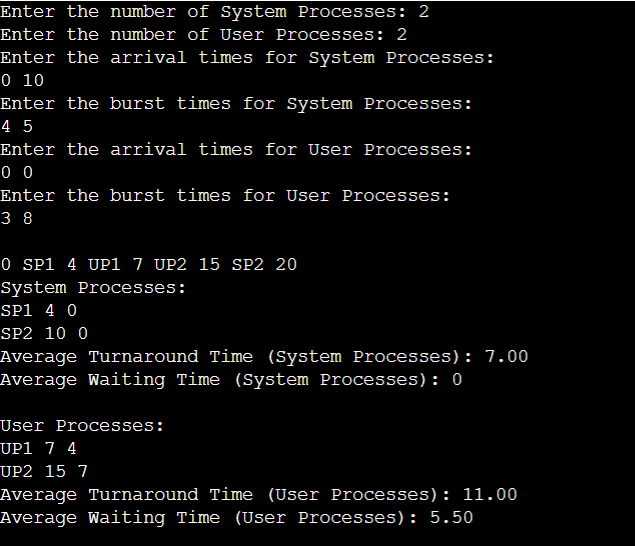 Enter the number of System Processes: 2
Enter the number of User Processes: 2
Enter the arrival times for System Processes:
0 10
Enter the burst times for System Processes:
4 5
Enter the arrival times for User Processes:
0 0
Enter the burst times for User Processes:
3 8
0 SP1 4 UP1 7 UP2 15 SP2 20
System Processes:
SP1 4 0
SP2 10 0
Average Turnaround Time (System Processes): 7.00
Average Waiting Time (System Processes): 0
User Processes:
UP1 7 4
UP2 15 7
Average Turnaround Time (User Processes): 11.00
Average Waiting Time (User Processes): 5.50